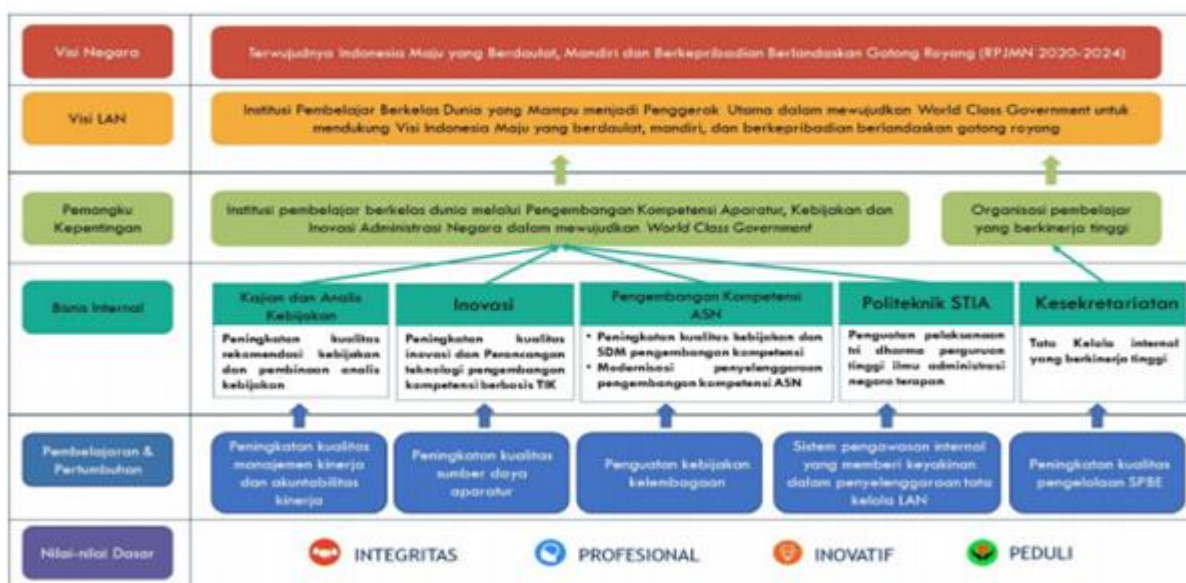 Visi Negara
Terwujudnya Indonesia Maju yang Berdaulat, Mandiri dan Berkepribadian Berlandaskan Gotong Royong (RPJMN 2020-2024)
Visi LAN
Institusi Pembelajar Berkelas Dunia yang Mampu menjadi Penggerak Utama dalam mewujudkan World Class Government untuk
mendukung Visi Indonesia Maju yang berdaulat, mandiri, dan berkepribadian berlandaskan gotong royong
Pemangku
Kepentingan
Institusi pembelajar berkelas dunia melalui Pengembangan Kompetensi Aparatur, Kebijakan dan
Inovasi Administrasi Negara dalam mewujudkan World Class Government
Organisasi pembelajar
yang berkinerja tinggi
Bisnis Internal
Kajian dan Analis
Kebijakan
Peningkatan kualitas
rekomendasi kebijakan
dan pembinaan analis
kebijakan
Inovasi
Peningkatan kualitas
inovasi dan Perancangan
teknologi pengembangan
kompetensi berbasis TIK
Pengembangan Kompetensi
ASN
• Peningkatan kualitas kebijakan dan
SDM pengembangan kompetensi
• Modernisasi penyelenggaraan
pengembangan kompetensi ASN
Politeknik STIA
Penguatan pelaksanaan
tri dharma perguruan
tinggi ilmu administrasi
negara terapan
Kesekretariatan
Tata Kelola internal
yang berkinerja tinggi
Pembelajaran &
Pertumbuhan
Peningkatan kualitas
manajemen kinerja
dan akuntabilitas
kinerja
Peningkatan kualitas
sumber daya
aparatur
Penguatan kebijakan
kelembagaan
Sistem pengawasan internal
yang memberi keyakinan
dalam penyelenggaraan tata
kelola LAN
Peningkatan kualitas
pengelolaan SPBE
Nilai-nilai Dasar
INTEGRITAS
PROFESIONAL
INOVATIF
PEDULI